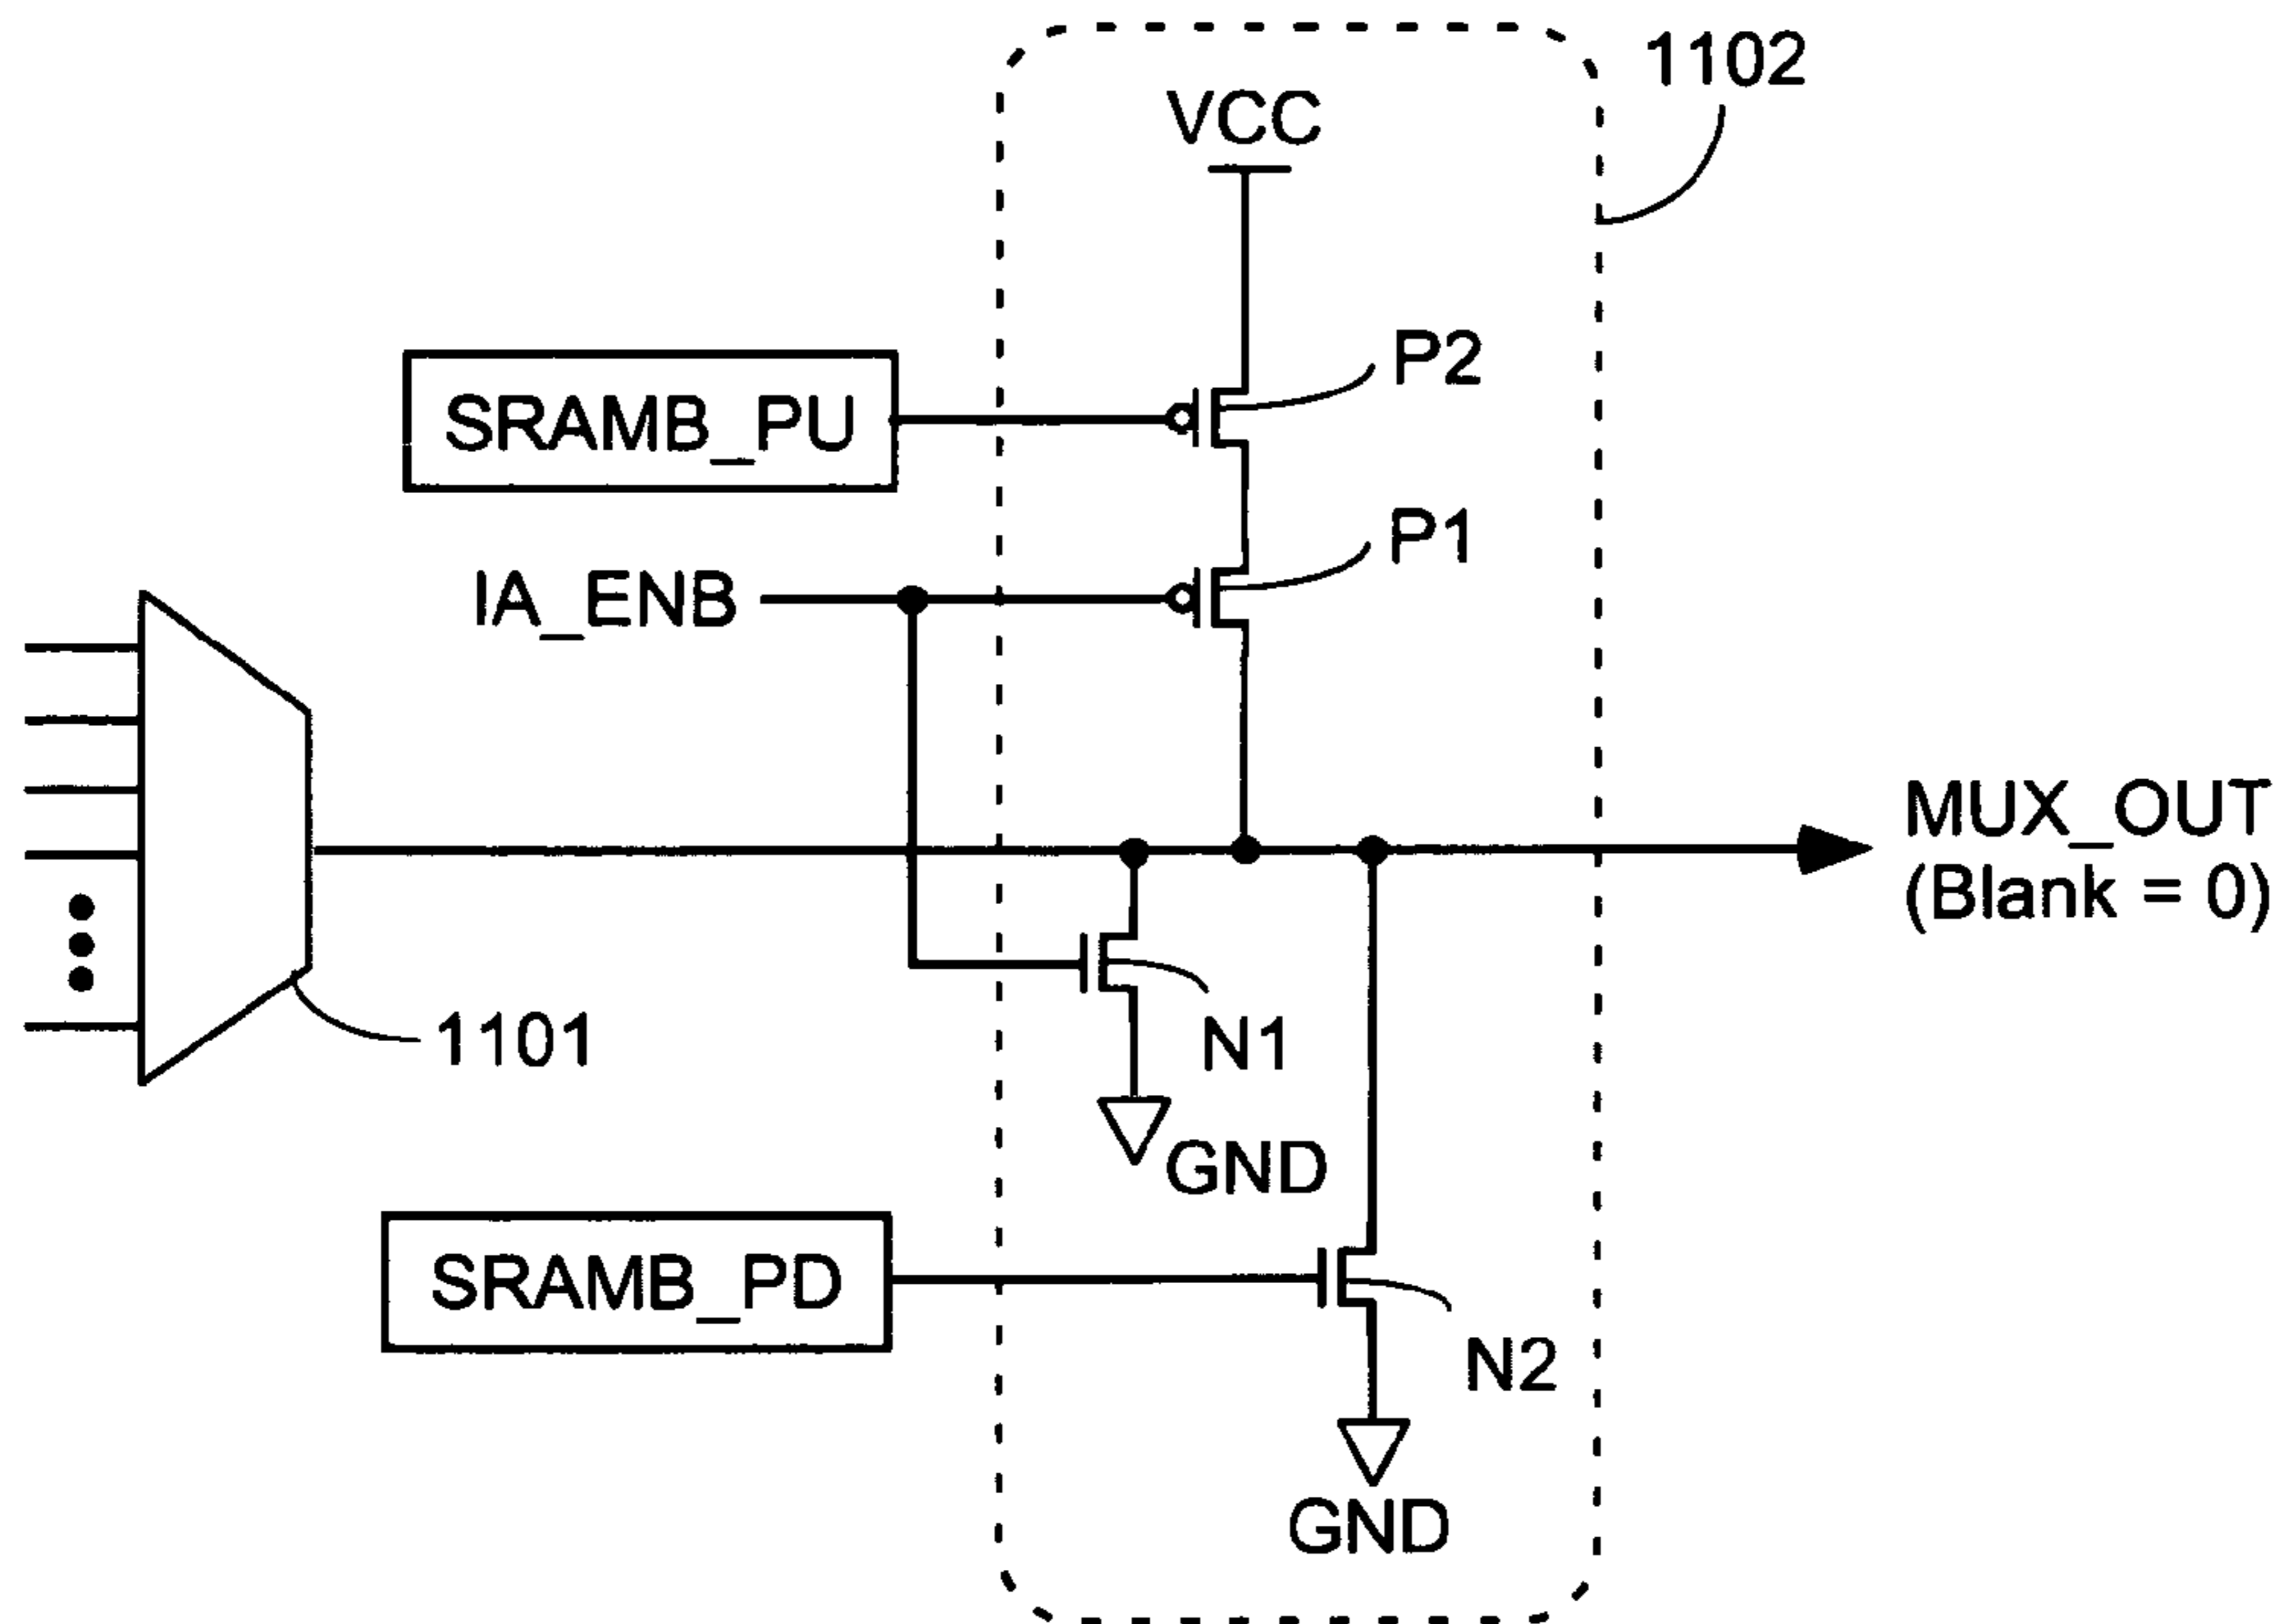 1102
VCC
P2
SRAMB_PU
P1
IA_ENB
MUX_OUT
(Blank = 0)
1101
N1
GND
SRAMB_PD
N2
GND